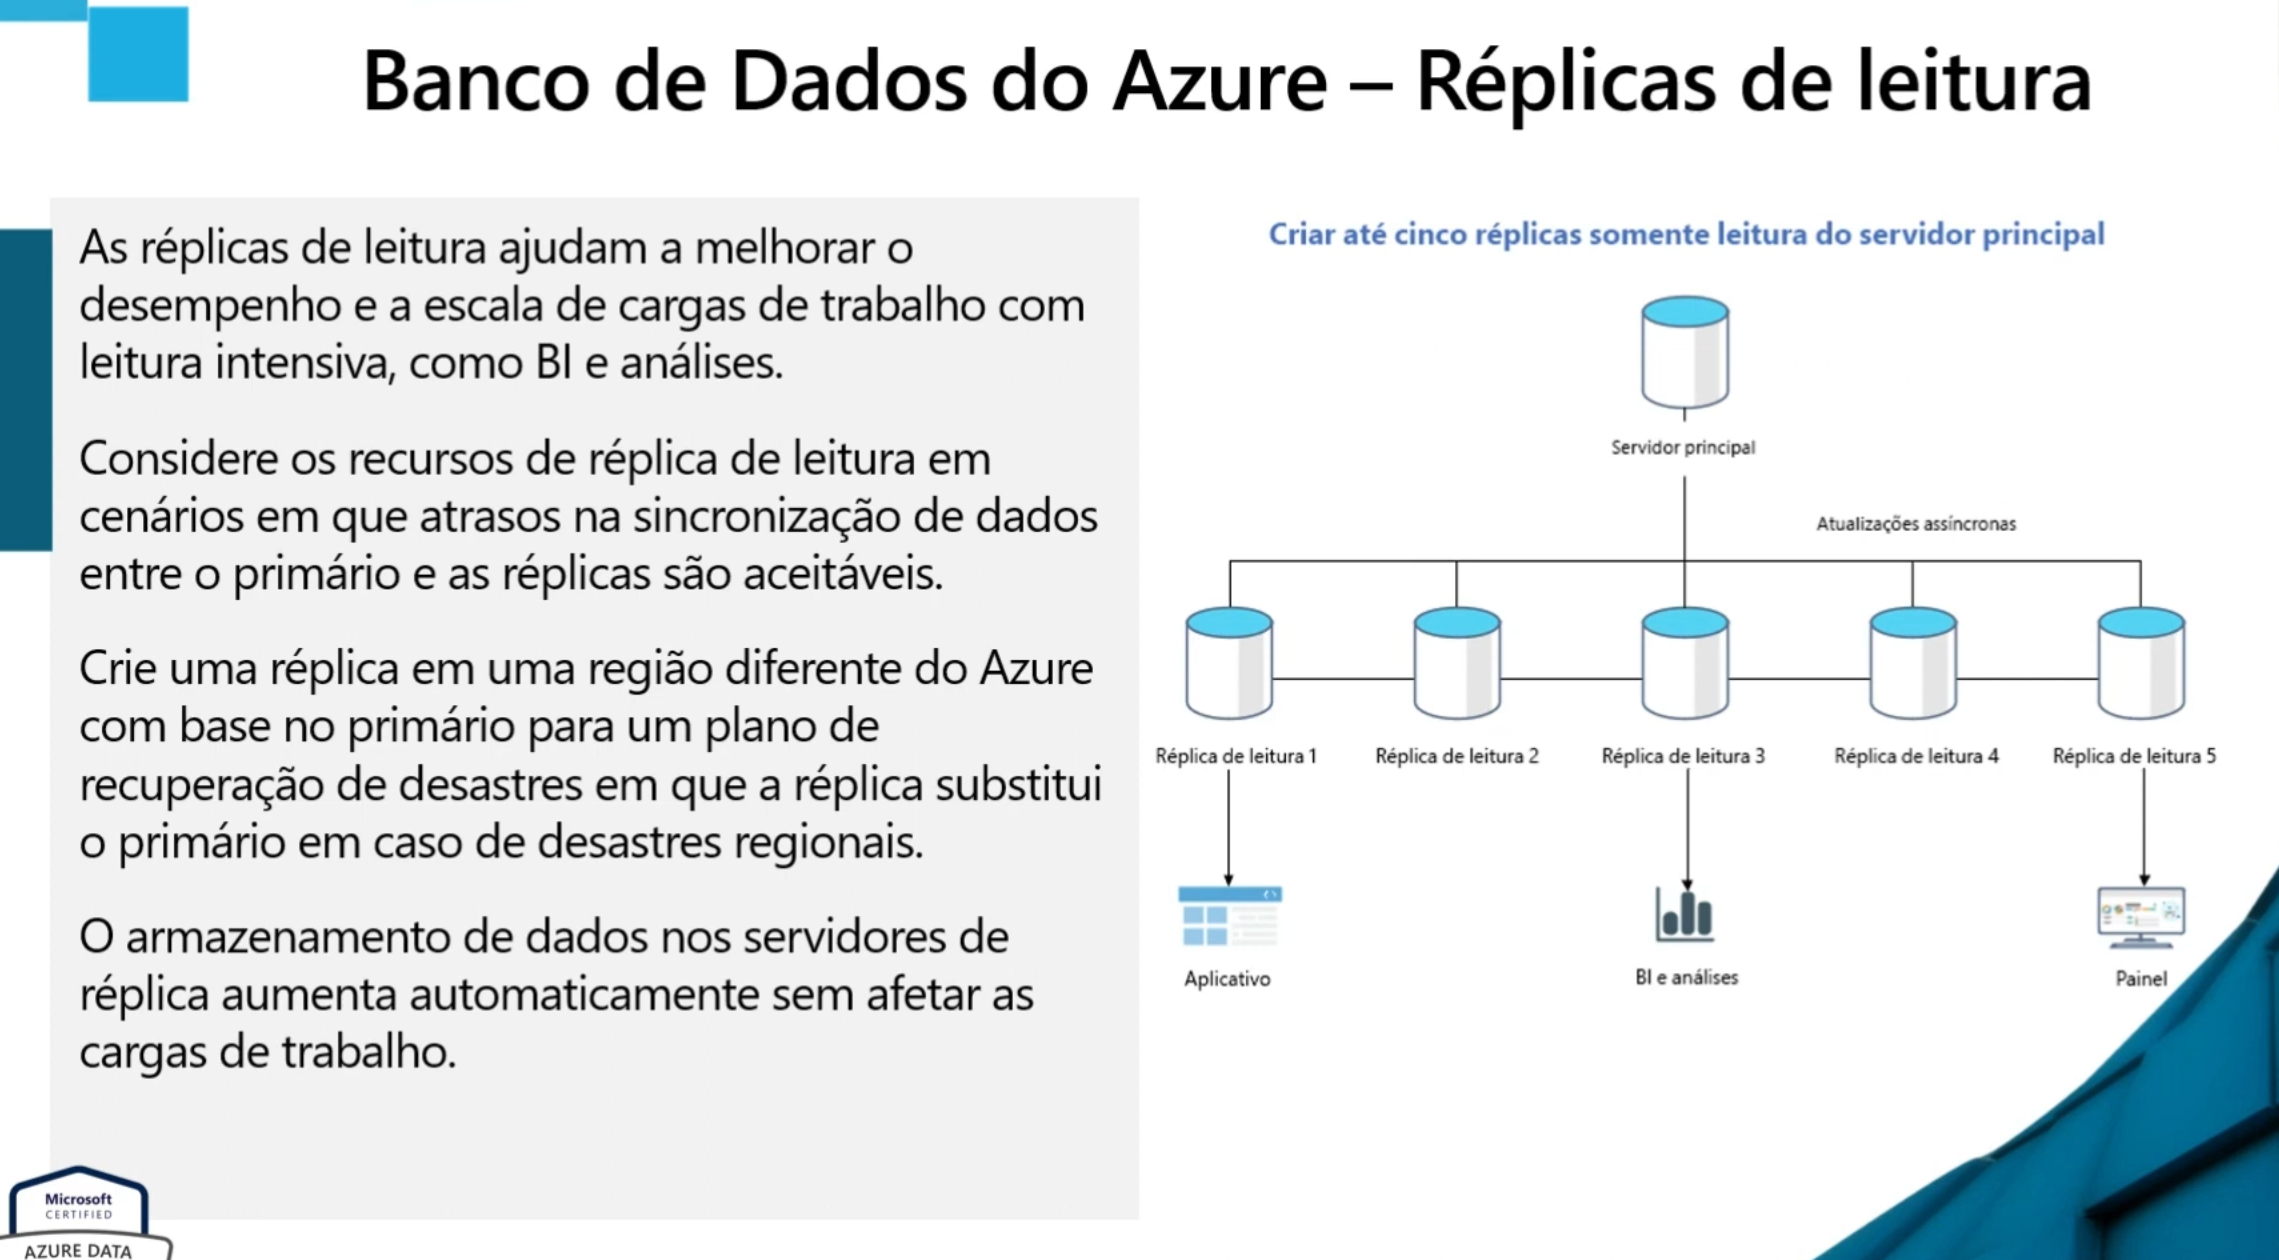 Banco de Dados do Azure – Réplicas de leitura
As réplicas de leitura ajudam a melhorar o
desempenho e a escala de cargas de trabalho com
leitura intensiva, como BI e análises.
Considere os recursos de réplica de leitura em
cenários em que atrasos na sincronização de dados
entre o primário e as réplicas são aceitáveis.
Crie uma réplica em uma região diferente do Azure
com base no primário para um plano de
recuperação de desastres em que a réplica substitui
o primário em caso de desastres regionais.
O armazenamento de dados nos servidores de
réplica aumenta automaticamente sem afetar as
cargas de trabalho.
Criar até cinco réplicas somente leitura do servidor principal
Servidor principal
Atualizações assíncronas
Réplica de leitura 1
Réplica de leitura 2
Réplica de leitura 3
Réplica de leitura 4
Réplica de leitura 5
Aplicativo
BI e análises
Painel
Microsoft
CERTIFIED
AZURE DATA